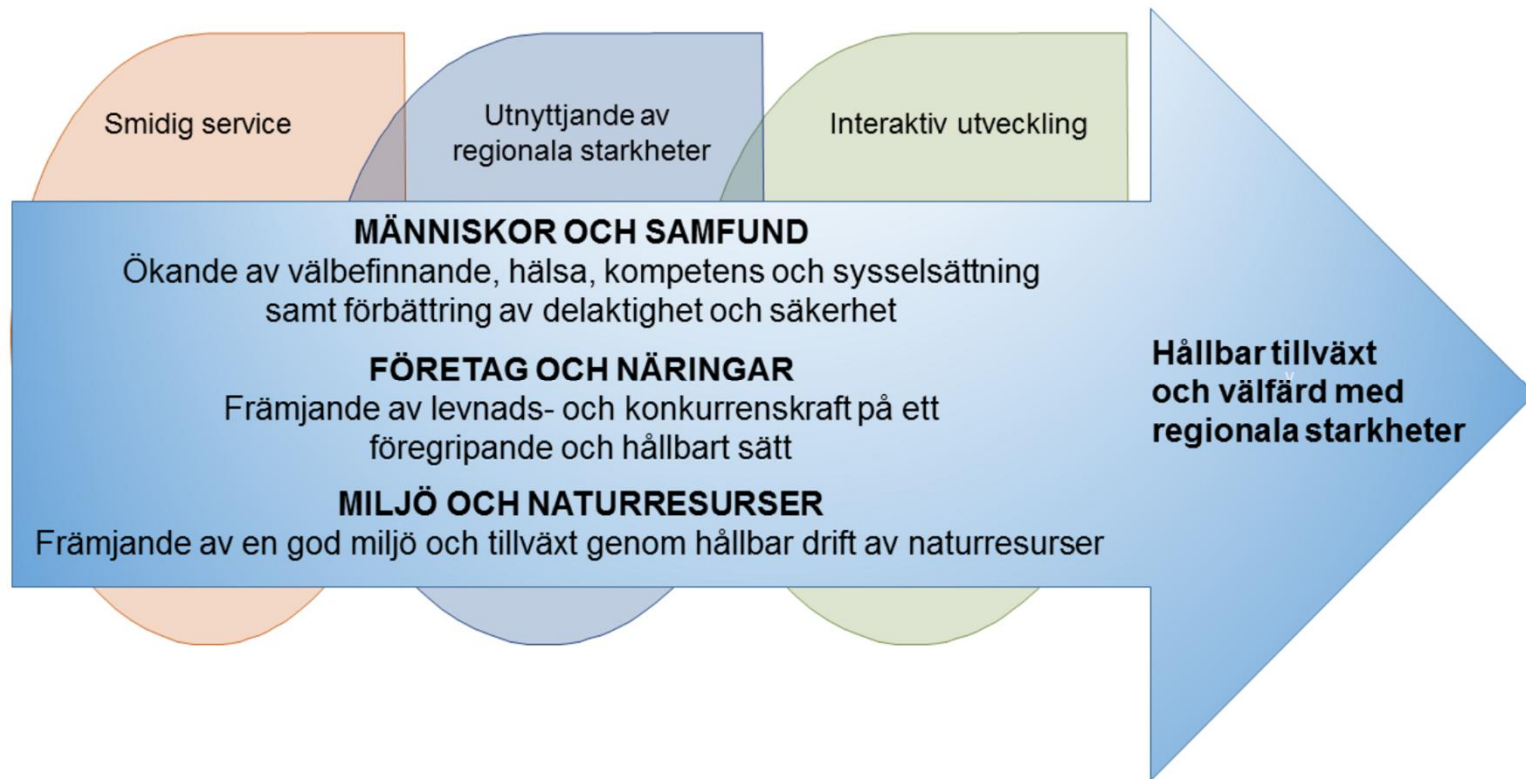 Smidig service
Utnyttjande av
regionala starkheter
Interaktiv utveckling
MÄNNISKOR OCH SAMFUND
Ökande av välbefinnande, hälsa, kompetens och sysselsättning
samt förbättring av delaktighet och säkerhet
FÖRETAG OCH NÄRINGAR
Främjande av levnads- och konkurrenskraft på ett
föregripande och hållbart sätt
MILJÖ OCH NATURRESURSER
Främjande av en god miljö och tillväxt genom hållbar drift av naturresurser
Hållbar tillväxt
v
och välfärd med
regionala starkheter